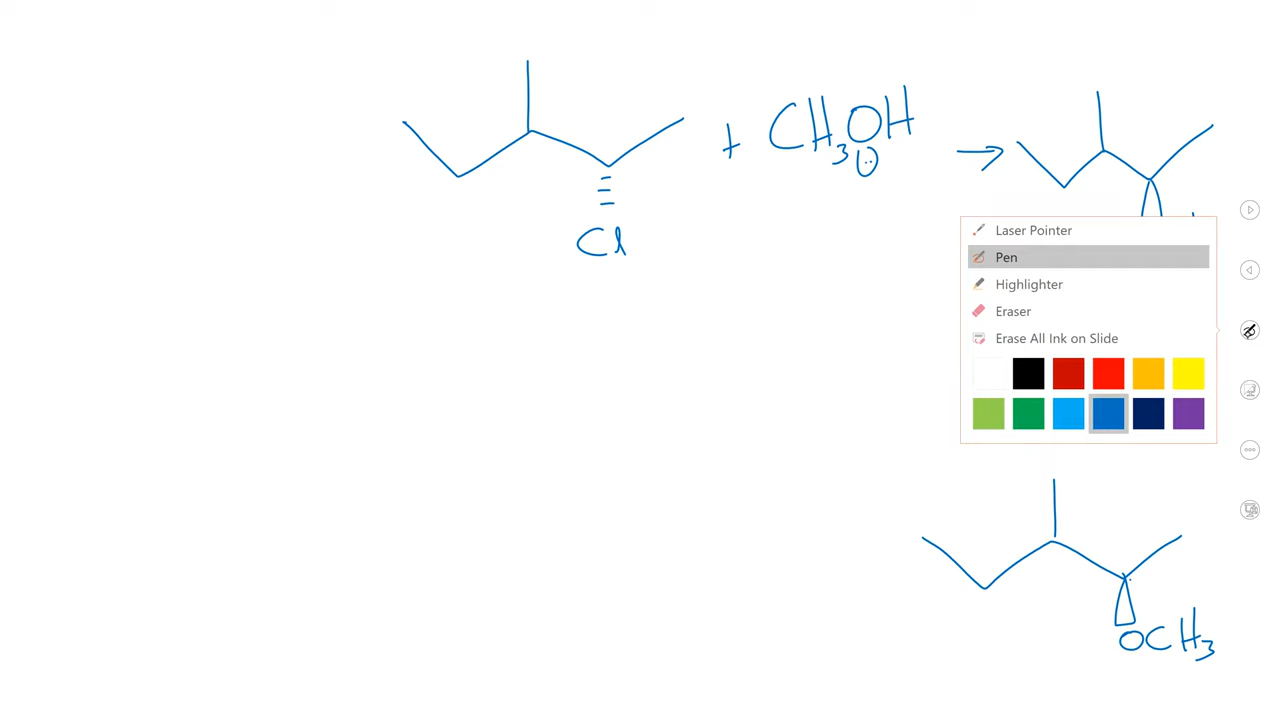 + CH3OH →
Cl
Laser Pointer
Pen
Highlighter
Eraser
Erase All Ink on Slide
OCH3